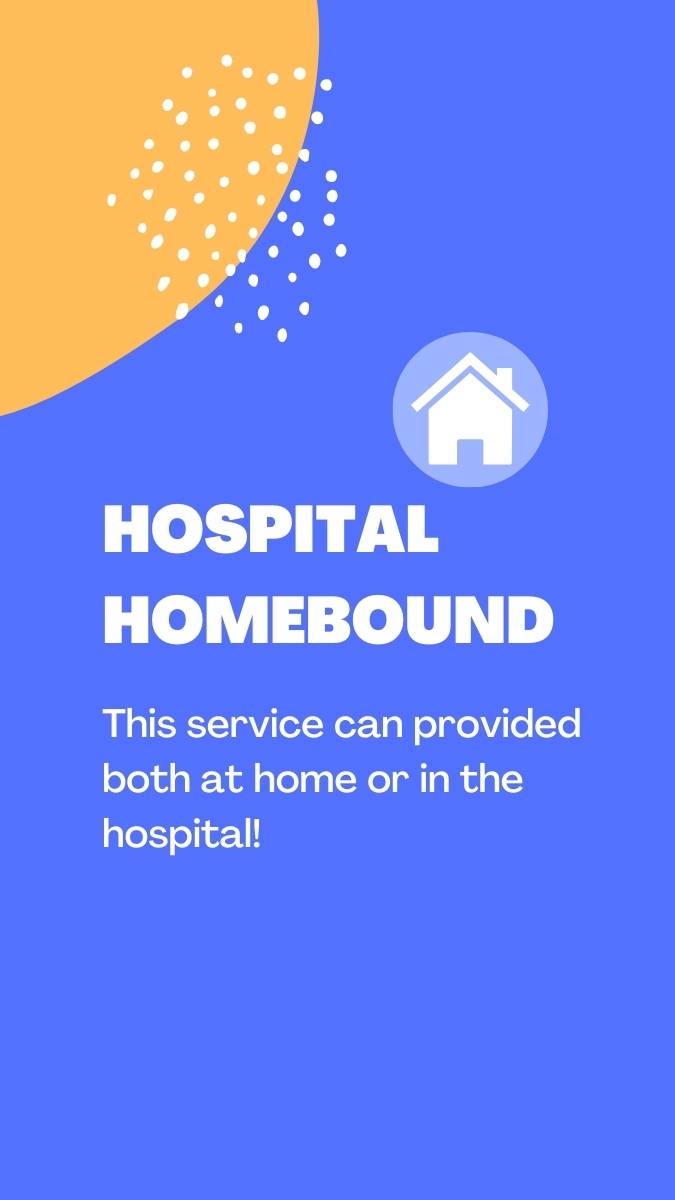 HOSPITAL
HOMEBOUND
This service can provided
both at home or in the
hospital!